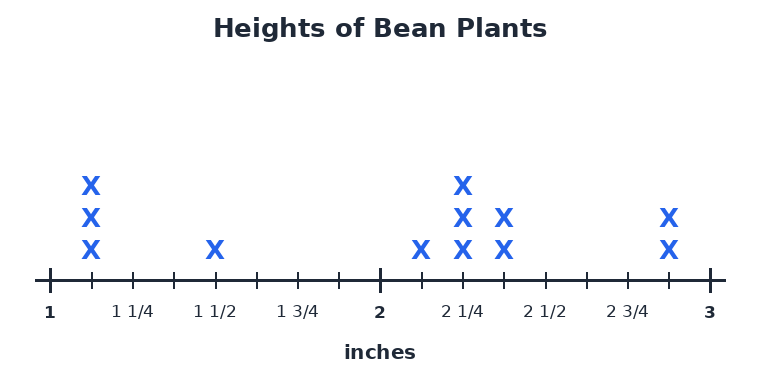 Heights of Bean Plants
X X
X X X X
X X X X X X
1 1 1/4 1 1/2 1 3/4 2 2 1/4 2 1/2 2 3/4 3
inches